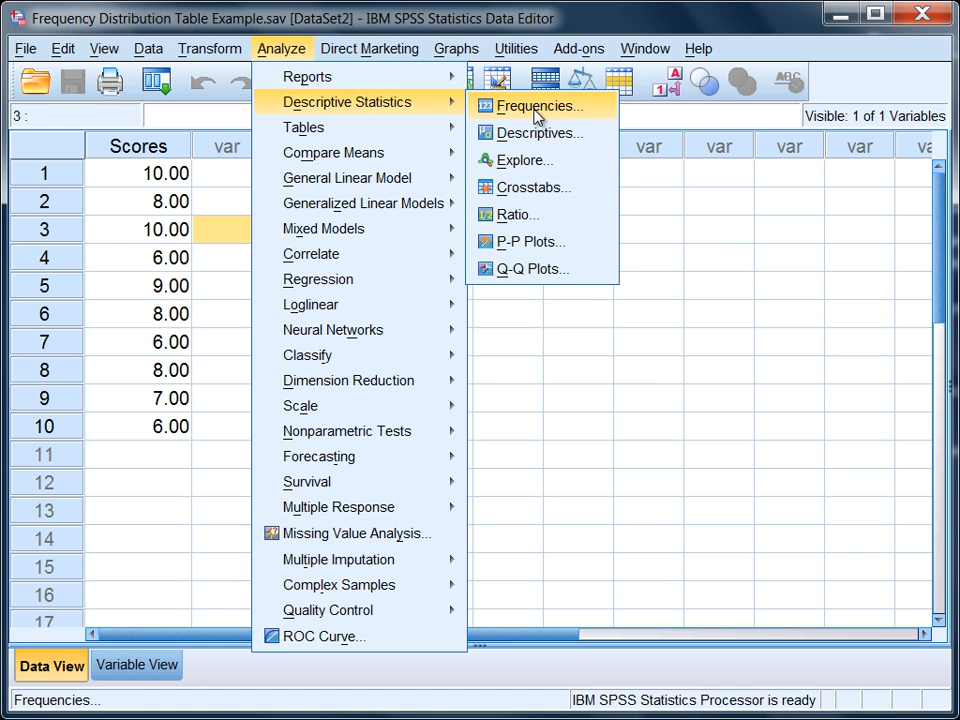 Frequency Distribution Table Example.sav [DataSet2] - IBM SPSS Statistics Data Editor
File Edit View Data Transform Analyze Direct Marketing Graphs Utilities Add-ons Window Help
3 :
Visible: 1 of 1 Variables
Scores var var var var var
1 10.00
2 8.00
3 10.00
4 6.00
5 9.00
6 8.00
7 6.00
8 8.00
9 7.00
10 6.00
11
12
13
14
15
16
17
Reports
Descriptive Statistics
Tables
Compare Means
General Linear Model
Generalized Linear Models
Mixed Models
Correlate
Regression
Loglinear
Neural Networks
Classify
Dimension Reduction
Scale
Nonparametric Tests
Forecasting
Survival
Multiple Response
Missing Value Analysis...
Multiple Imputation
Complex Samples
Quality Control
ROC Curve...
Frequencies...
Descriptives...
Explore...
Crosstabs...
Ratio...
P-P Plots...
Q-Q Plots...
Data View Variable View
Frequencies...
IBM SPSS Statistics Processor is ready